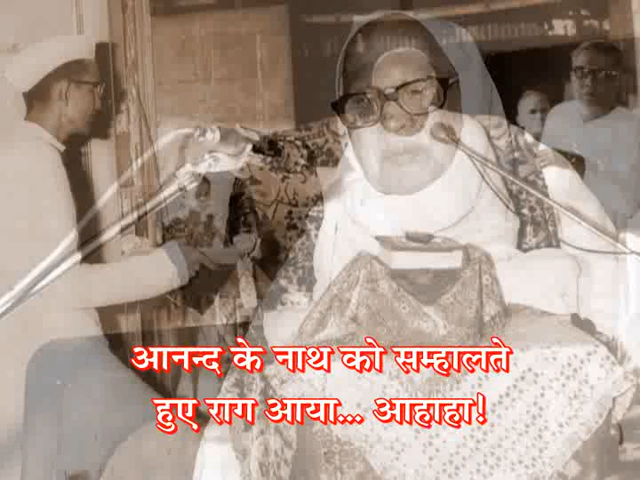 आनन्द के नाथ को सम्हालते
हुए राग आया... आहाहा!